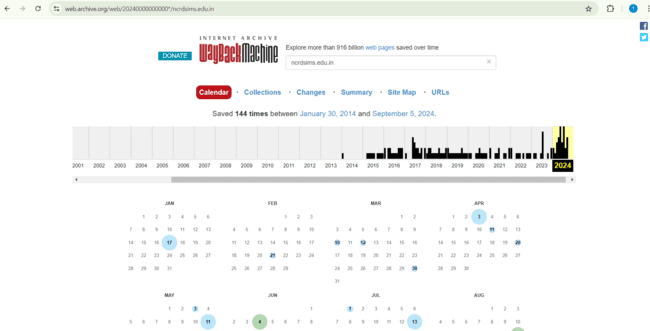 web.archive.org/web/20240000000000*/ncrdsims.edu.in
INTERNET ARCHIVE
DONATE
WayBackMachine
Explore more than 916 billion web pages saved over time
ncrdsims.edu.in
Calendar · Collections · Changes · Summary · Site Map · URLs
Saved 144 times between January 30, 2014 and September 5, 2024.
2001 2002 2003 2004 2005 2006 2007 2008 2009 2010 2011 2012 2013 2014 2015 2016 2017 2018 2019 2020 2021 2022 2023 2024
JAN FEB MAR APR
1 2 3 4 5 6 1 2 3 1 2 1 2 3 4 5 6
7 8 9 10 11 12 13 4 5 6 7 8 9 10 3 4 5 6 7 8 9 7 8 9 10 11 12 13
14 15 16 17 18 19 20 11 12 13 14 15 16 17 10 11 12 13 14 15 16 14 15 16 17 18 19 20
21 22 23 24 25 26 27 18 19 20 21 22 23 24 17 18 19 20 21 22 23 21 22 23 24 25 26 27
28 29 30 31 25 26 27 28 29 24 25 26 27 28 29 30 28 29 30
31
MAY JUN JUL AUG
1 2 3 4 1 1 2 3 4 5 6 1 2 3
5 6 7 8 9 10 11 2 3 4 5 6 7 8 7 8 9 10 11 12 13 4 5 6 7 8 9 10